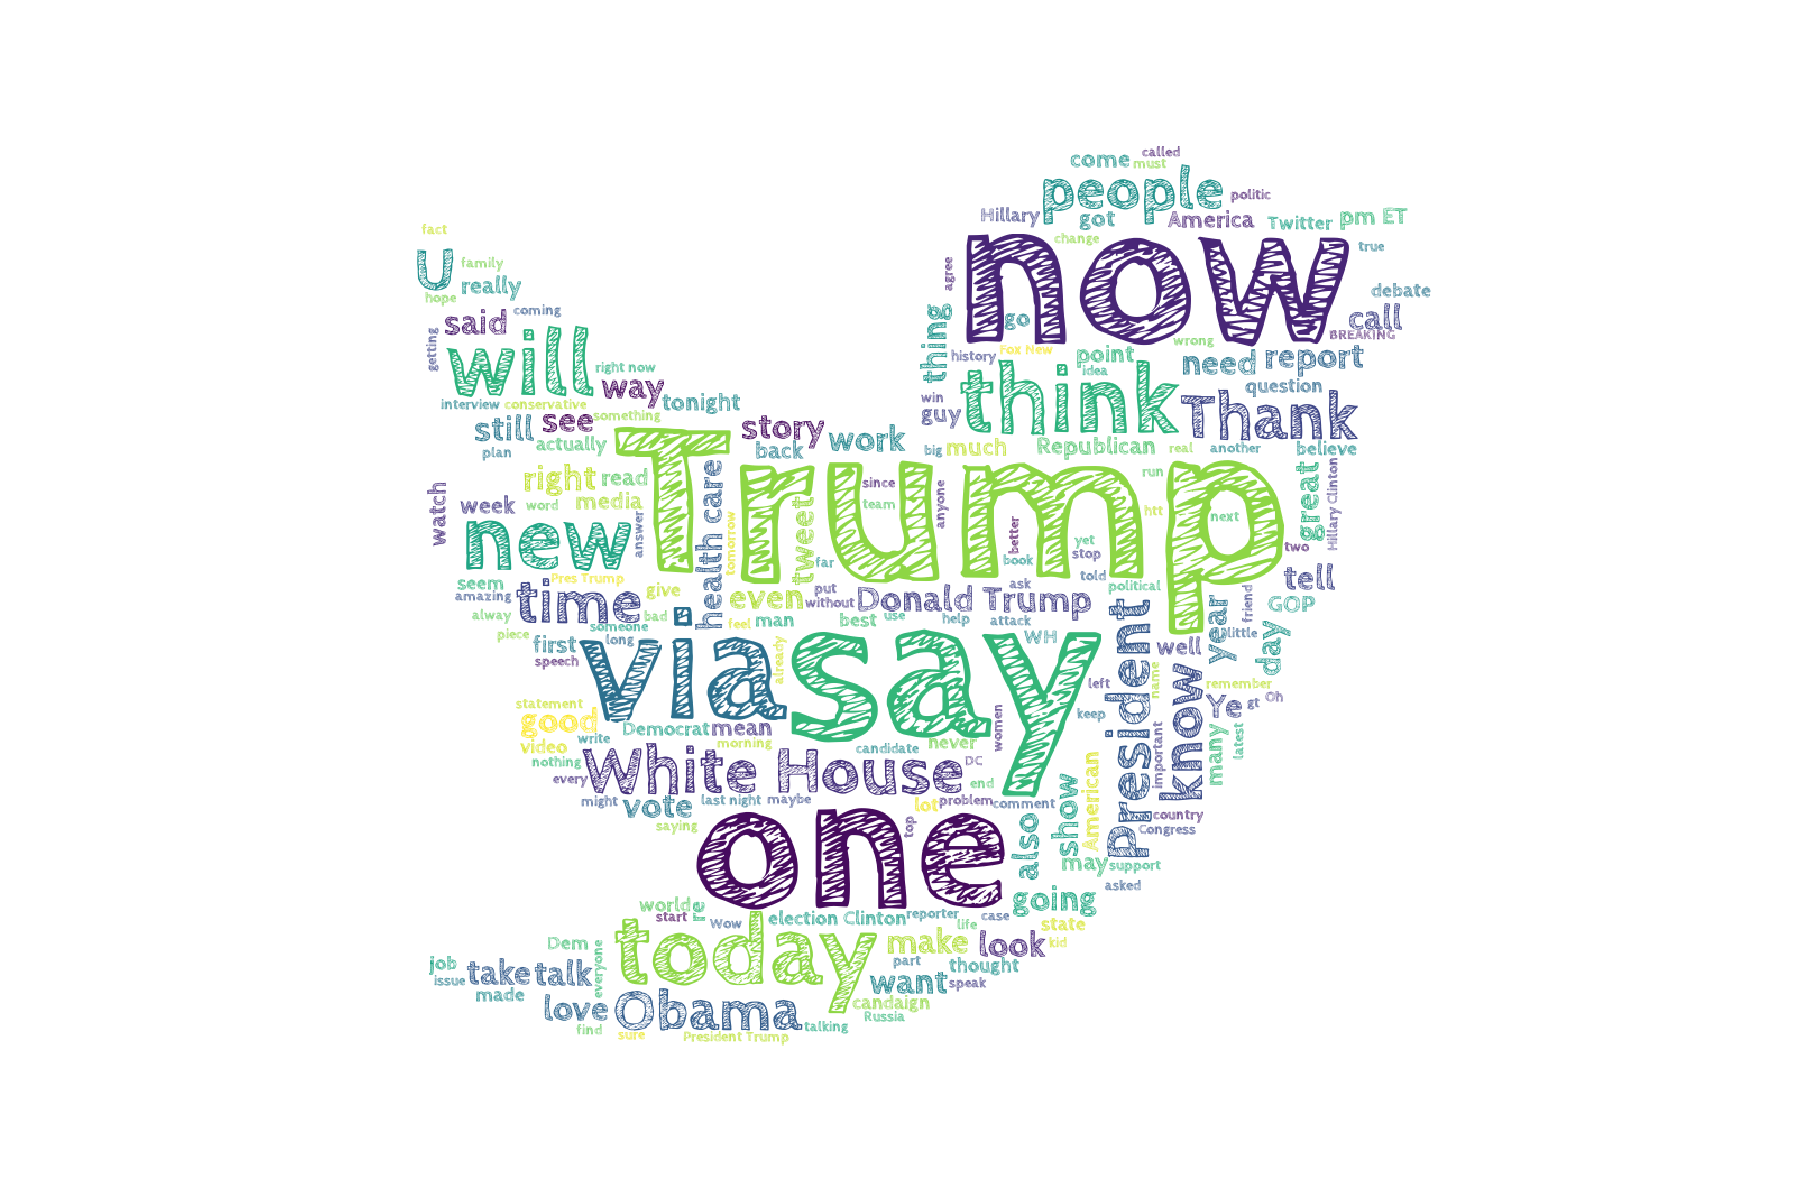 called
come must
people politic
Hillary got America Twitter pm ET
fact
change
now true
U family
really
agree
hope
debate
coming
said
thing
go
call
getting
will
BREAKING
wrong
history Fox New point need report
right now
idea
think
way
question
interview conservative
tonight
win
something
guy
Thank
still see
story work
actually
back
big much Republican real another believe
plan
Trump
right read
health care
since
run
great
Hillary Clinton
watch
week word media
tweet
team
anyone
htt
next
new
answer
tomorrow
better
yet
stop
two
book
far
seem Pres Trump
told
tell
amazing
time
give
even
put
without
Donald Trump
ask
political
president
year
friend
GOP
alway
someone bad feel man best use help attack
little
piece
first long
via
say
WH
day
well
speech
already
left
name
know
remember
statement
Ye gt Oh
good
Democrat mean
women
keep
write
video
morning candidate never
many
latest
nothing
White House
DC
American
important
every
end
might vote last night maybe
lot problem comment
show
country
saying
one
top
also
Congress
may support
asked
world
going
start
Wow election Clinton reporter
case
life
state
today
Dem
everyone
make look kid
job
take talk
part thought
issue
want speak
made
love Obama
candaign
Russia
find
talking
sure President Trump